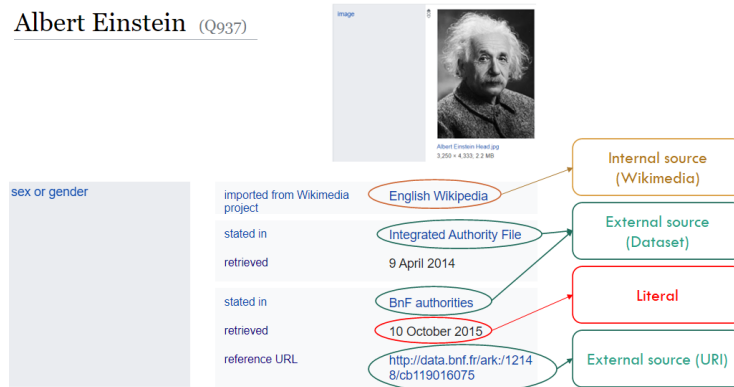 Albert Einstein (Q937)
image
Albert Einstein Head.jpg
3,250 × 4,333; 2.2 MB
sex or gender
imported from Wikimedia
project
English Wikipedia
stated in
Integrated Authority File
retrieved
9 April 2014
stated in
BnF authorities
retrieved
10 October 2015
reference URL
http://data.bnf.fr/ark:/1214
8/cb119016075
Internal source
(Wikimedia)
External source
(Dataset)
Literal
External source (URI)